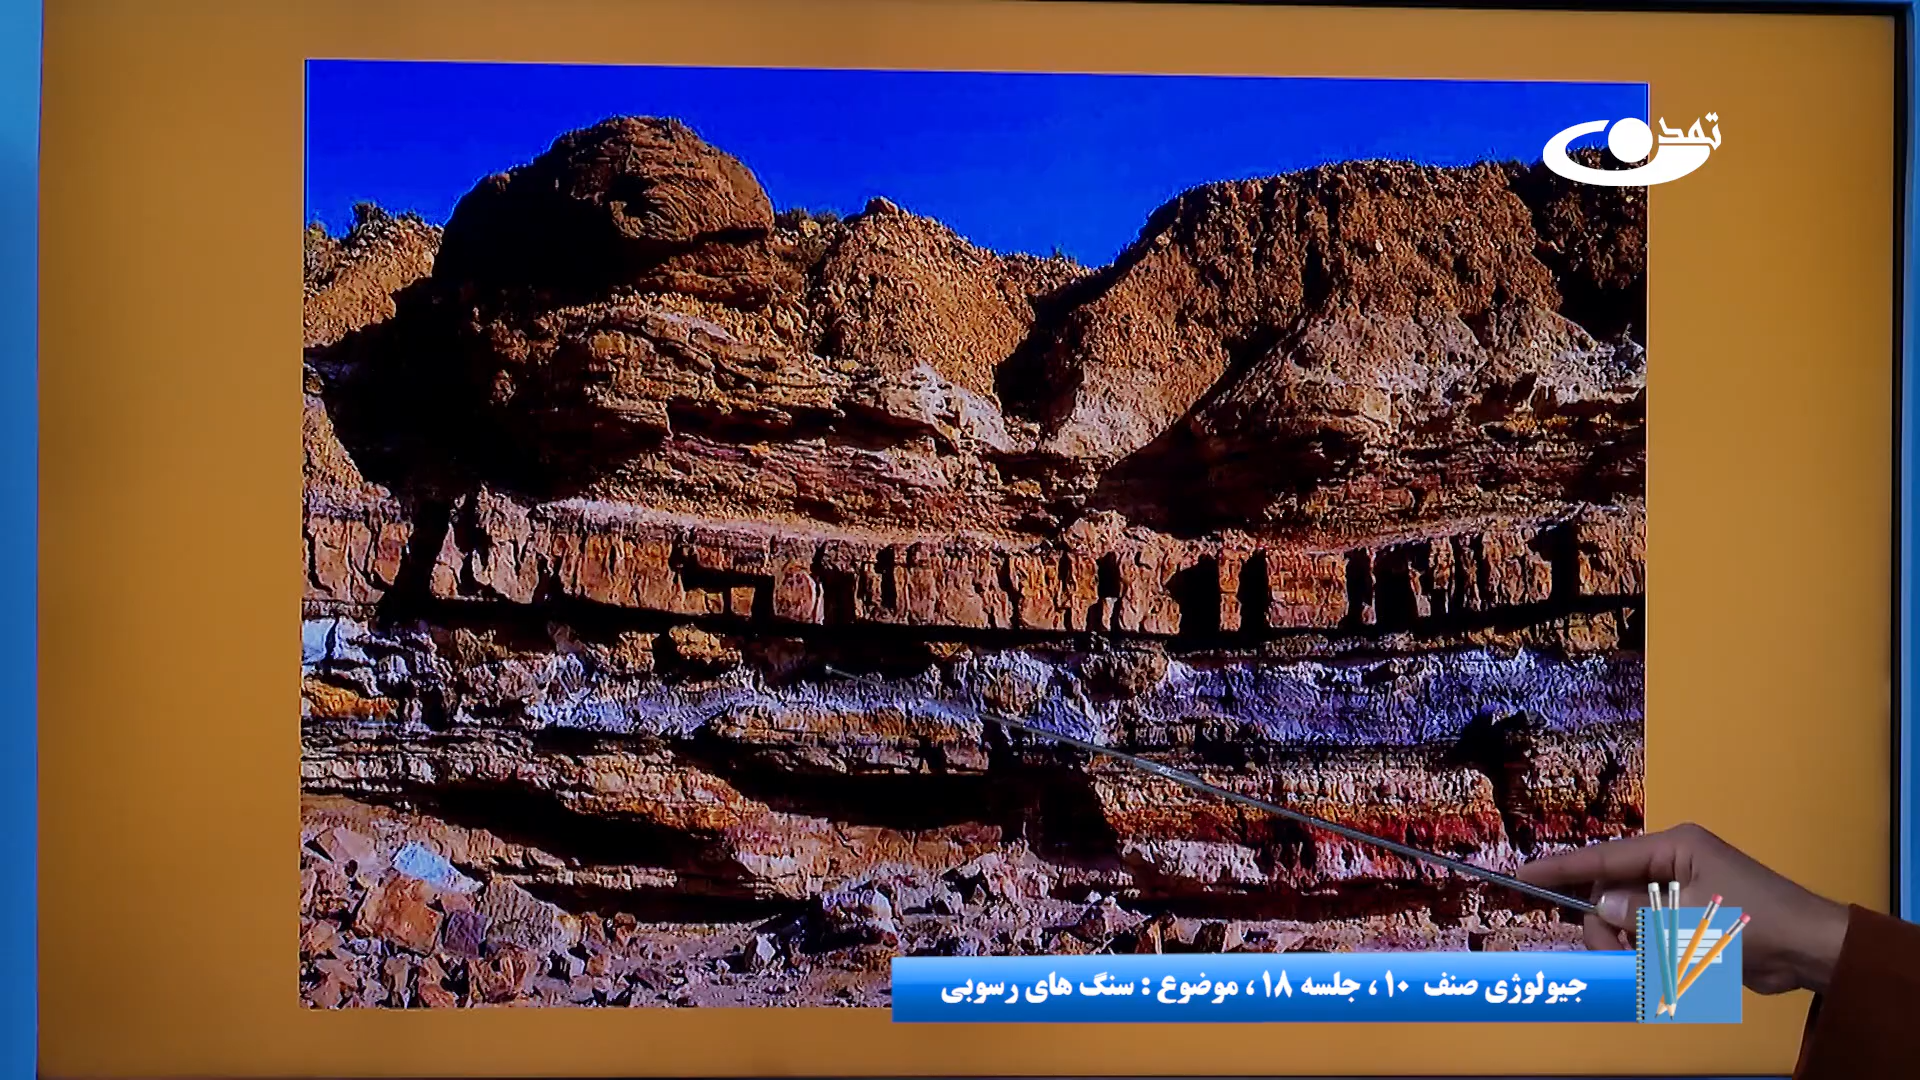 تمدن
جیولوژی صنف ۱۰، جلسه ۱۸، موضوع : سنگ های رسوبی